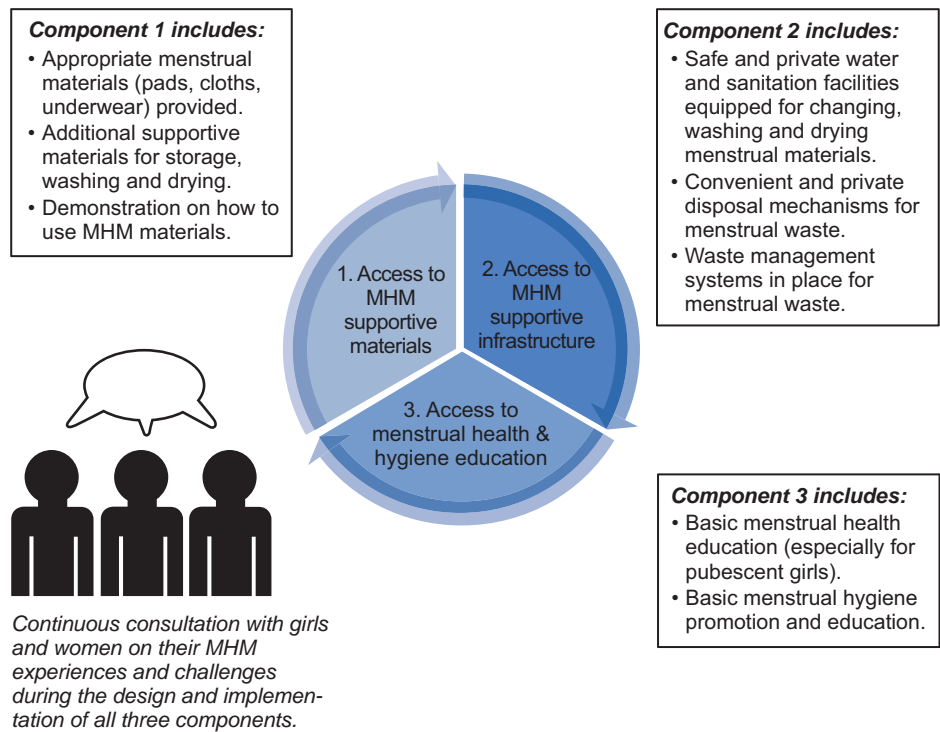 Component 1 includes:
• Appropriate menstrual
materials (pads, cloths,
underwear) provided.
• Additional supportive
materials for storage,
washing and drying.
• Demonstration on how to
use MHM materials.
Component 2 includes:
• Safe and private water
and sanitation facilities
equipped for changing,
washing and drying
menstrual materials.
• Convenient and private
disposal mechanisms for
menstrual waste.
• Waste management
systems in place for
menstrual waste.
1. Access to
MHM
supportive
materials
2. Access to
MHM
supportive
infrastructure
3. Access to
menstrual health &
hygiene education
Component 3 includes:
• Basic menstrual health
education (especially for
pubescent girls).
• Basic menstrual hygiene
promotion and education.
Continuous consultation with girls
and women on their MHM
experiences and challenges
during the design and implemen-
tation of all three components.